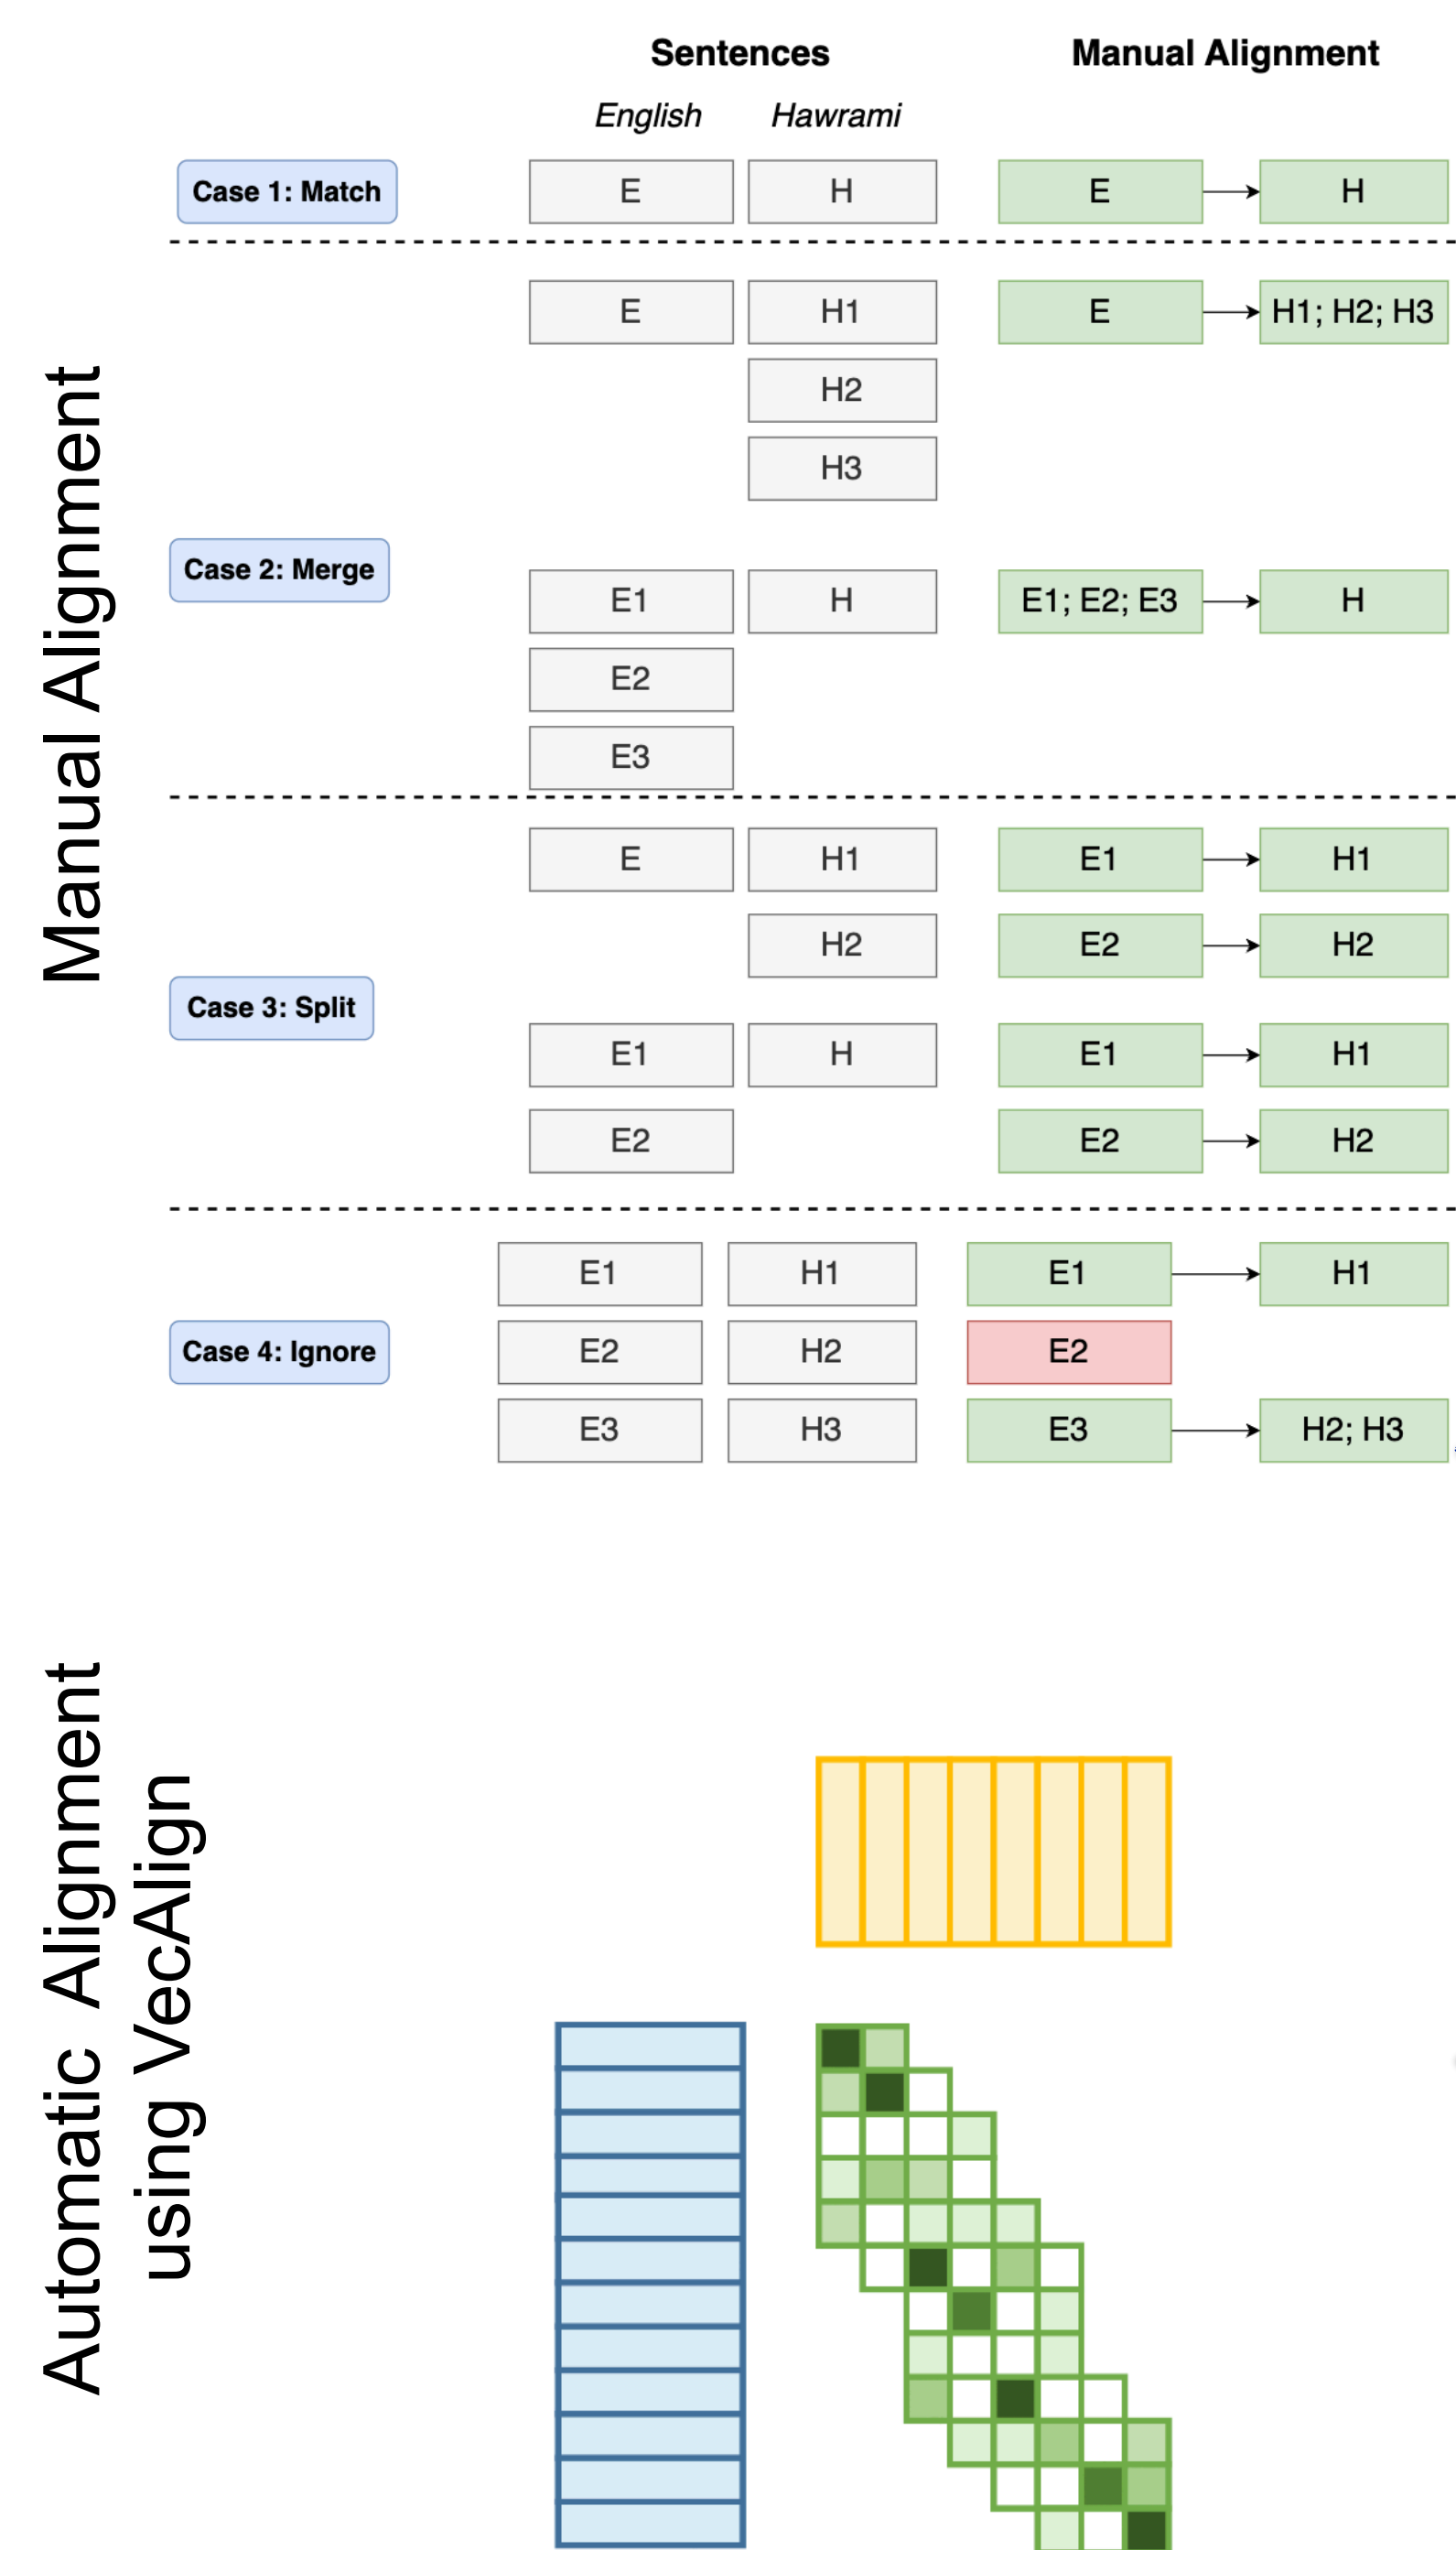 Sentences Manual Alignment
English Hawrami
Manual Alignment
Case 1: Match E H E H
E H1 E H1; H2; H3
H2
H3
Case 2: Merge
E1 H E1; E2; E3 H
E2
E3
E H1 E1 H1
H2 E2 H2
Case 3: Split
E1 H E1 H1
E2 E2 H2
E1 H1 E1 H1
Case 4: Ignore E2 H2 E2
E3 H3 E3 H2; H3
Automatic Alignment
using VecAlign